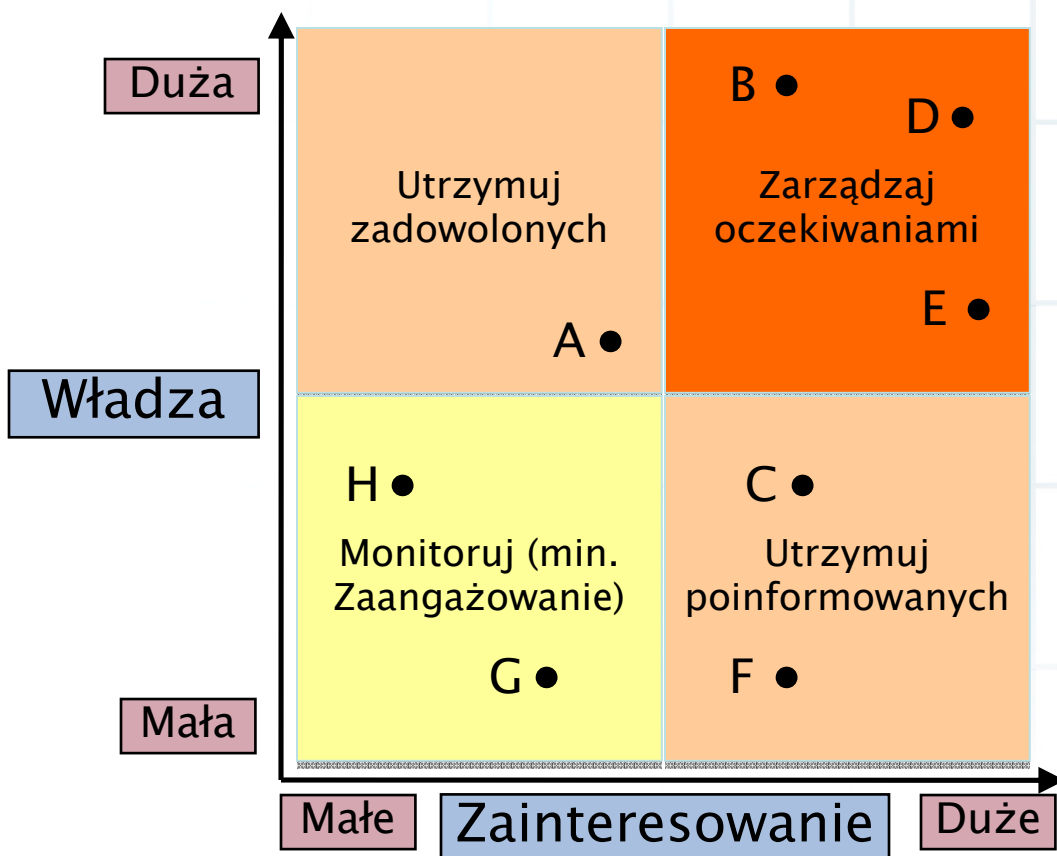 Duża
B
D
Utrzymuj
zadowolonych
Zarządzaj
oczekiwaniami
A
E
Władza
H
C
Monitoruj (min.
Zaangażowanie)
Utrzymuj
poinformowanych
G
F
Mała
Małe
Zainteresowanie
Duże